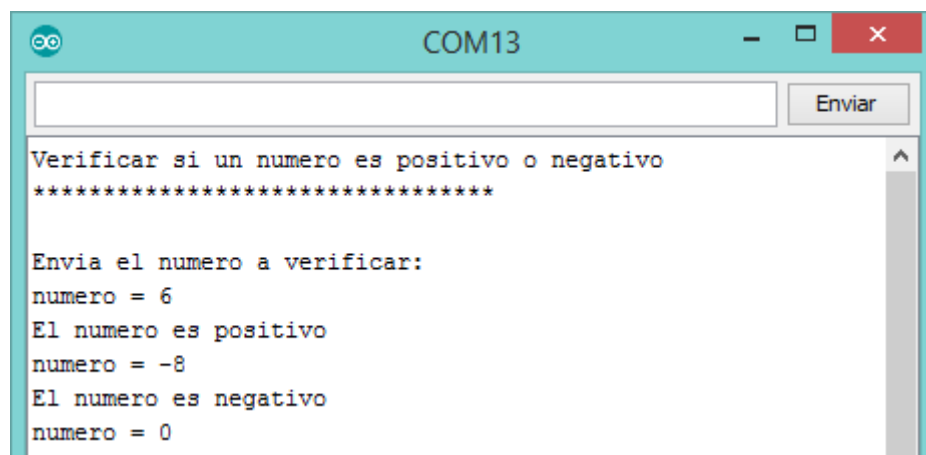 COM13
Enviar
Verificar si un numero es positivo o negativo
*********************************
Envia el numero a verificar:
numero = 6
El numero es positivo
numero = -8
El numero es negativo
numero = 0